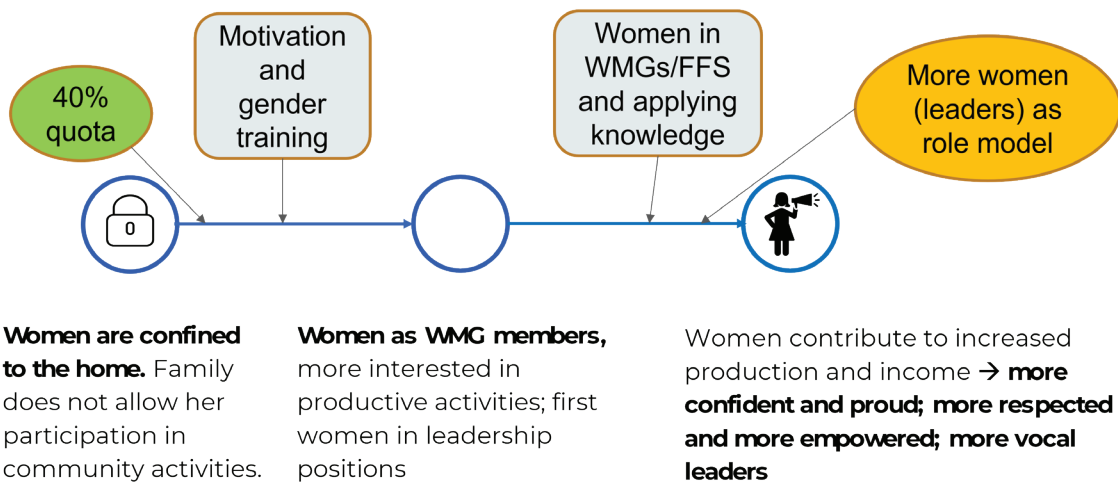 40%
quota
Motivation
and
gender
training
Women in
WMGs/FFS
and applying
knowledge
More women
(leaders) as
role model
Women are confined
to the home. Family
does not allow her
participation in
community activities.
Women as WMG members,
more interested in
productive activities; first
women in leadership
positions
Women contribute to increased
production and income → more
confident and proud; more respected
and more empowered; more vocal
leaders